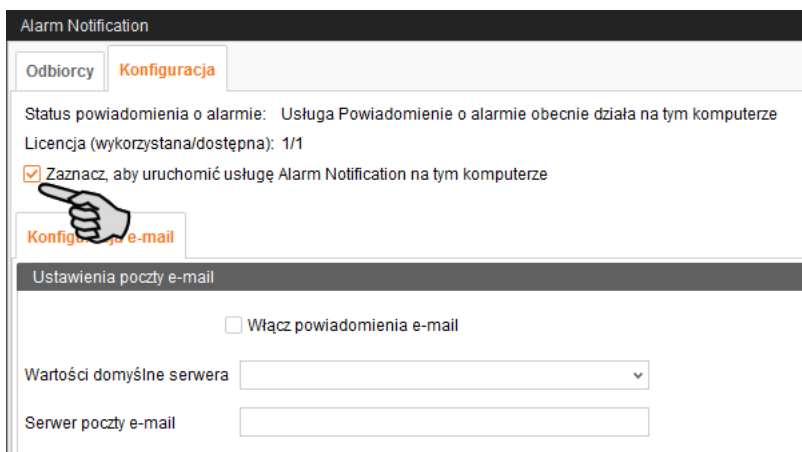 Alarm Notification
Odbiorcy Konfiguracja
Status powiadomienia o alarmie: Usługa Powiadomienie o alarmie obecnie działa na tym komputerze
Licencja (wykorzystana/dostępna): 1/1
Zaznacz, aby uruchomić usługę Alarm Notification na tym komputerze
e-mail
Ustawienia poczty e-mail
Włącz powiadomienia e-mail
Wartości domyślne serwera
Serwer poczty e-mail